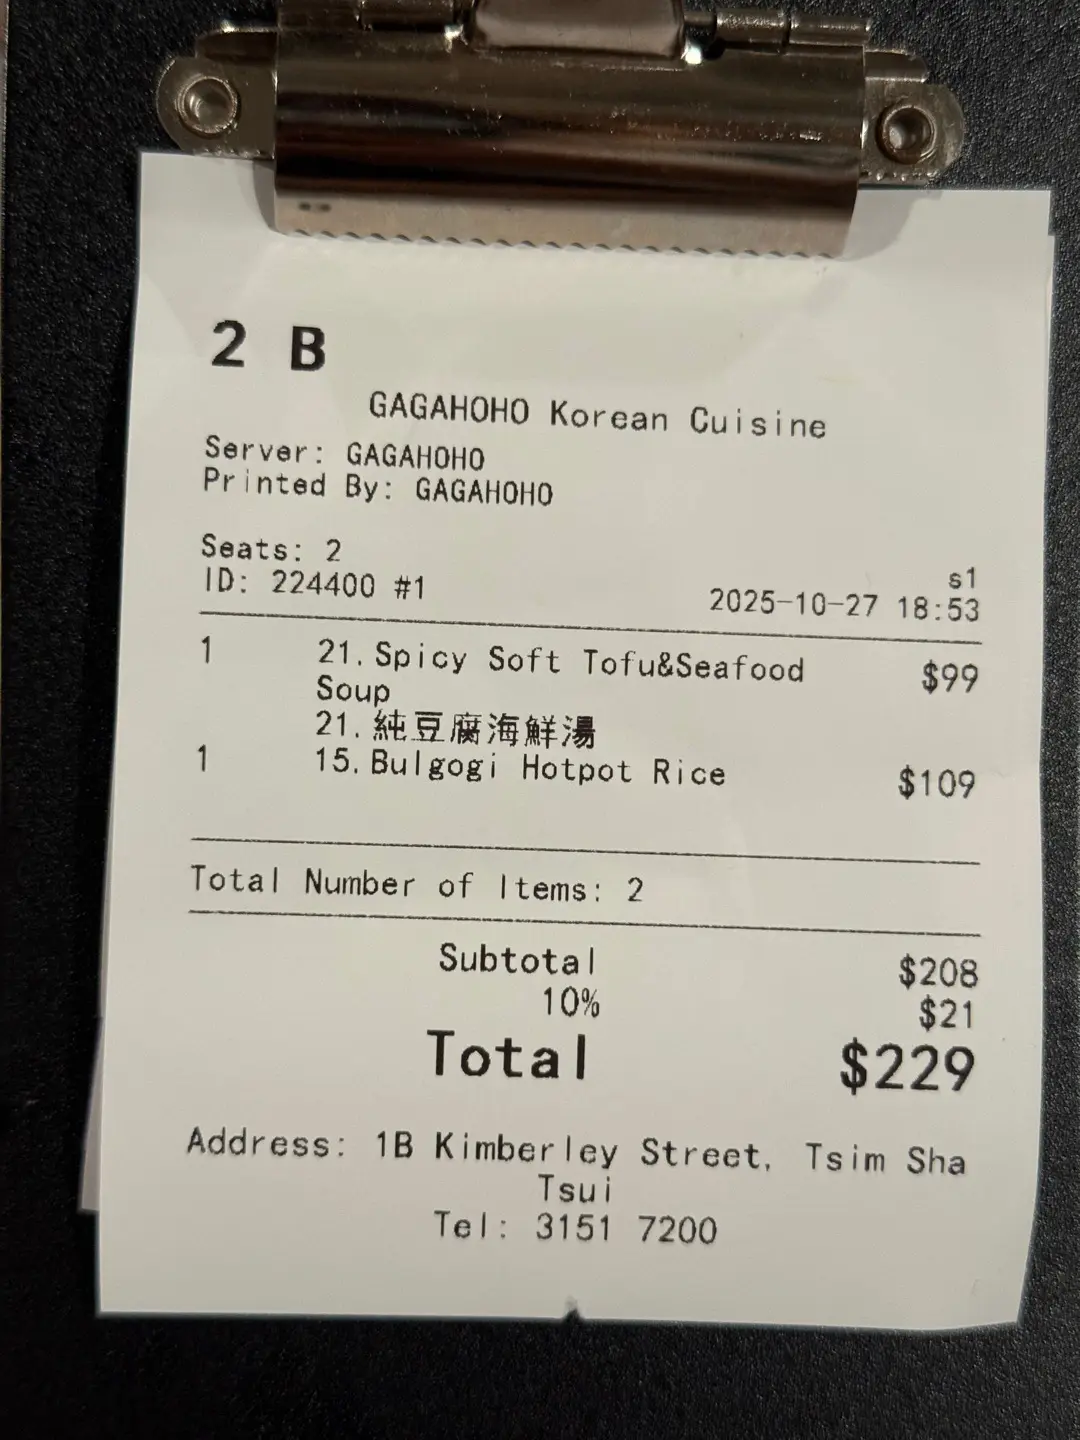 2 B
GAGAHOHO Korean Cuisine
Server: GAGAHOHO
Printed By: GAGAHOHO
Seats: 2
s1
ID: 224400 #1 2025-10-27 18:53
1 21.Spicy Soft Tofu&Seafood $99
Soup
21.純豆腐海鮮湯
1 15.Bulgogi Hotpot Rice $109
Total Number of Items: 2
Subtotal $208
10% $21
Total $229
Address: 1B Kimberley Street, Tsim Sha
Tsui
Tel: 3151 7200